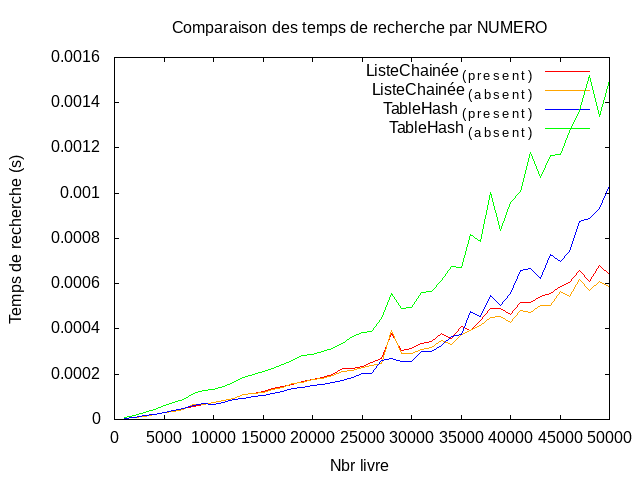 Comparaison des temps de recherche par NUMERO
0.0016
0.0014
0.0012
0.001
0.0008
0.0006
0.0004
0.0002
0
Temps de recherche (s)
ListeChainée (present)
ListeChainée (absent)
TableHash (present)
TableHash (absent)
0 5000 10000 15000 20000 25000 30000 35000 40000 45000 50000
Nbr livre